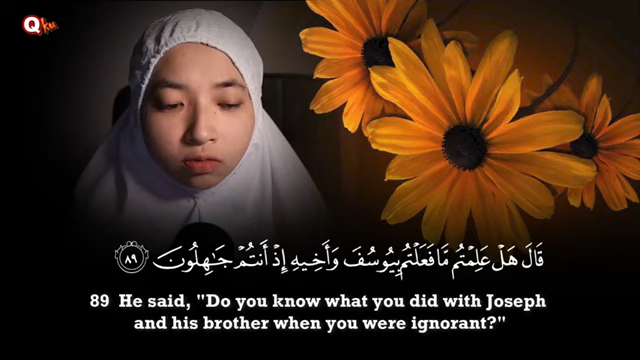 Qku
قَالَ هَلْ عَلِمْتُم مَّا فَعَلْتُم بِيُوسُفَ وَأَخِيهِ إِذْ أَنتُمْ جَـٰهِلُونَ ٨٩
89 He said, "Do you know what you did with Joseph
and his brother when you were ignorant?"